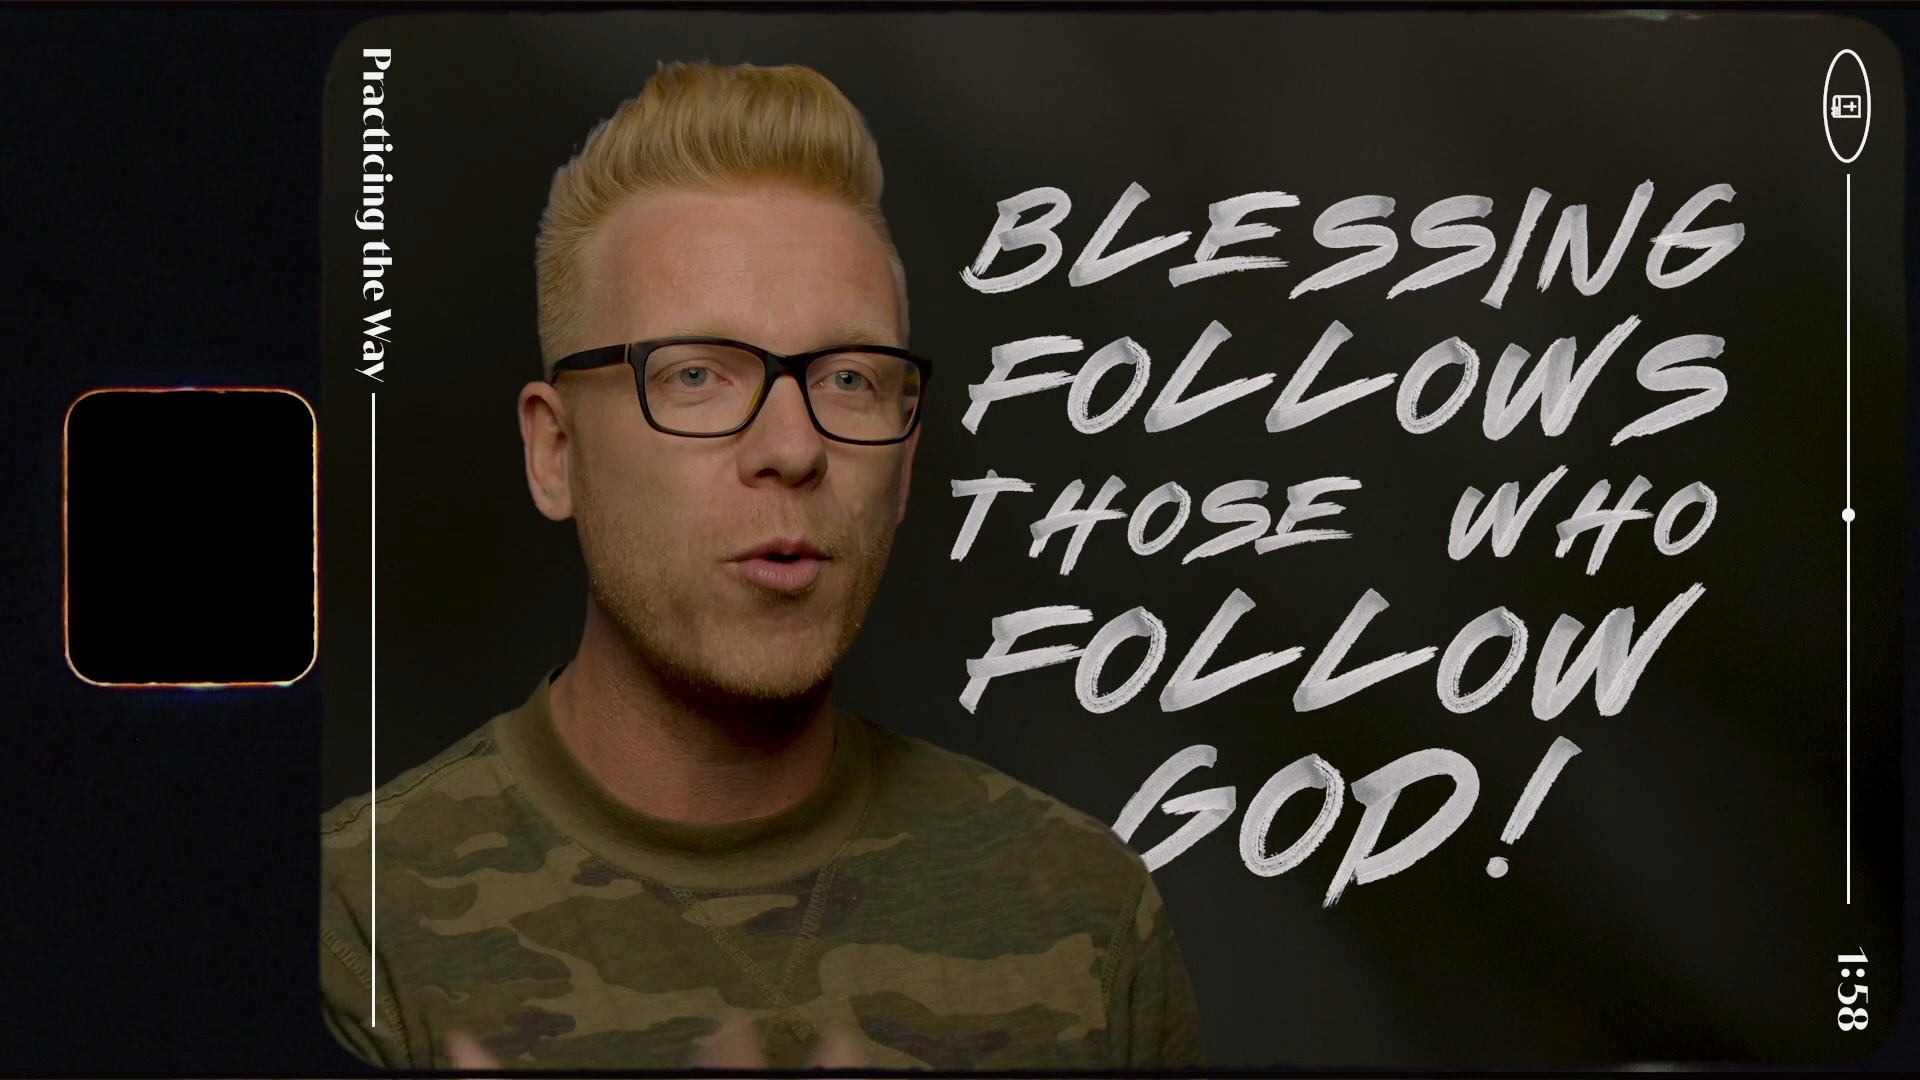 Practicing the Way
BLESSING
FOLLOWS
THOSE WHO
FOLLOW
GOD!
1:58